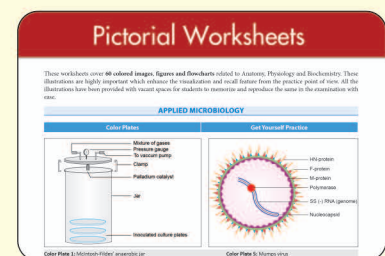 Pictorial Worksheets
These worksheets cover 60 colored images, figures and flowcharts related to Anatomy, Physiology and Biochemistry. These
illustrations are highly important which enhance the visualization and recall feature from the practice point of view. All the
illustrations have been provided with vacant spaces for students to memorize and reproduce the same in the examination with
ease.
APPLIED MICROBIOLOGY
Color Plates
Get Yourself Practice
Mixture of gases
Pressure gauge
To vacuum pump
Clamp
Palladium catalyst
Jar
Inoculated culture plates
HN-protein
F-protein
M-protein
Polymerase
SS (-) RNA (genome)
Nucleocapsid
Color Plate 1: McIntosh Fildes' anaerobic jar
Color Plate 5: Mumps virus